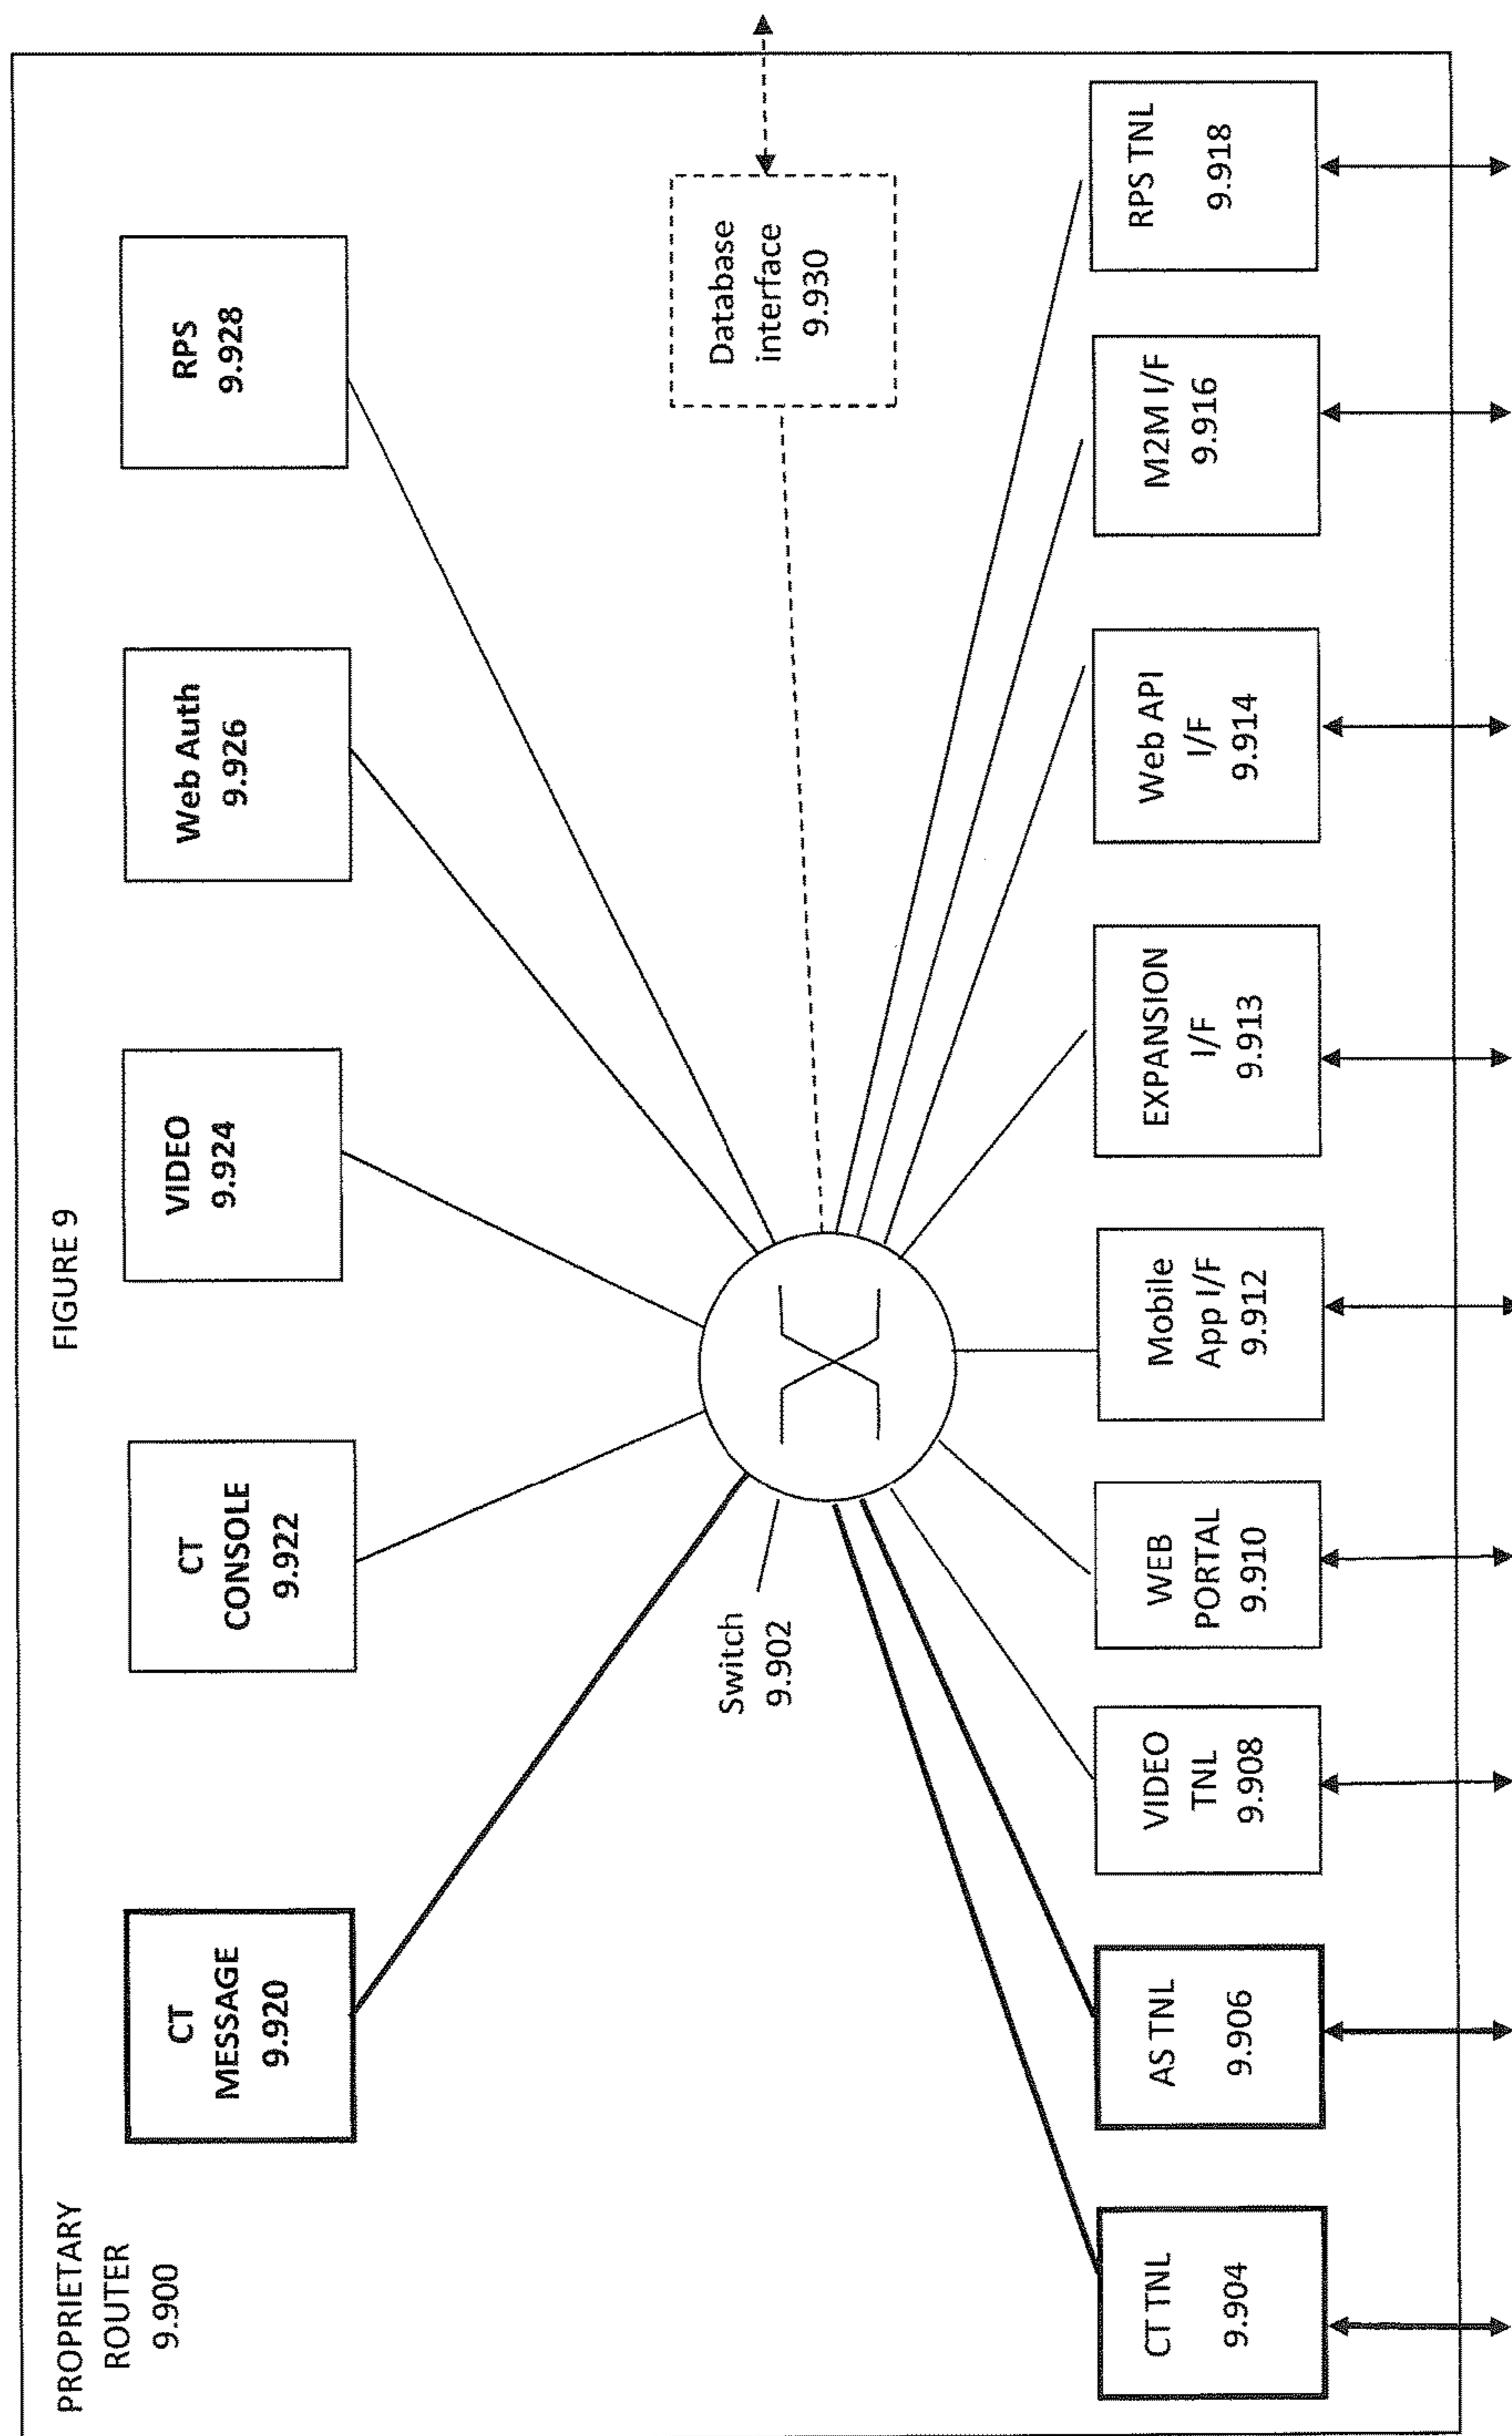 FIGURE 9
PROPRIETARY
ROUTER
9.900
CT
MESSAGE
9.920
CT
CONSOLE
9.922
VIDEO
9.924
Web Auth
9.926
RPS
9.928
Switch
9.902
Database
interface
9.930
CT TNL
9.904
AS TNL
9.906
VIDEO
TNL
9.908
WEB
PORTAL
9.910
Mobile
App I/F
9.912
EXPANSION
I/F
9.913
Web API
I/F
9.914
M2M I/F
9.916
RPS TNL
9.918